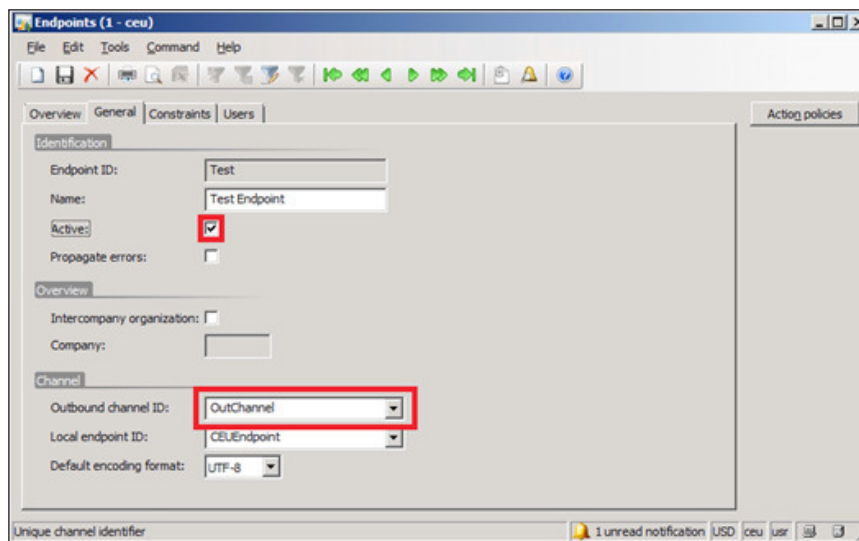 Endpoints (1 - ceu)
File Edit Tools Command Help
Overview General Constraints Users
Action policies
Identification
Endpoint ID: Test
Name: Test Endpoint
Active:
Propagate errors:
Overview
Intercompany organization:
Company:
Channel
Outbound channel ID: OutChannel
Local endpoint ID: CEUEndpoint
Default encoding format: UTF-8
Unique channel identifier 1 unread notification USD ceu usr